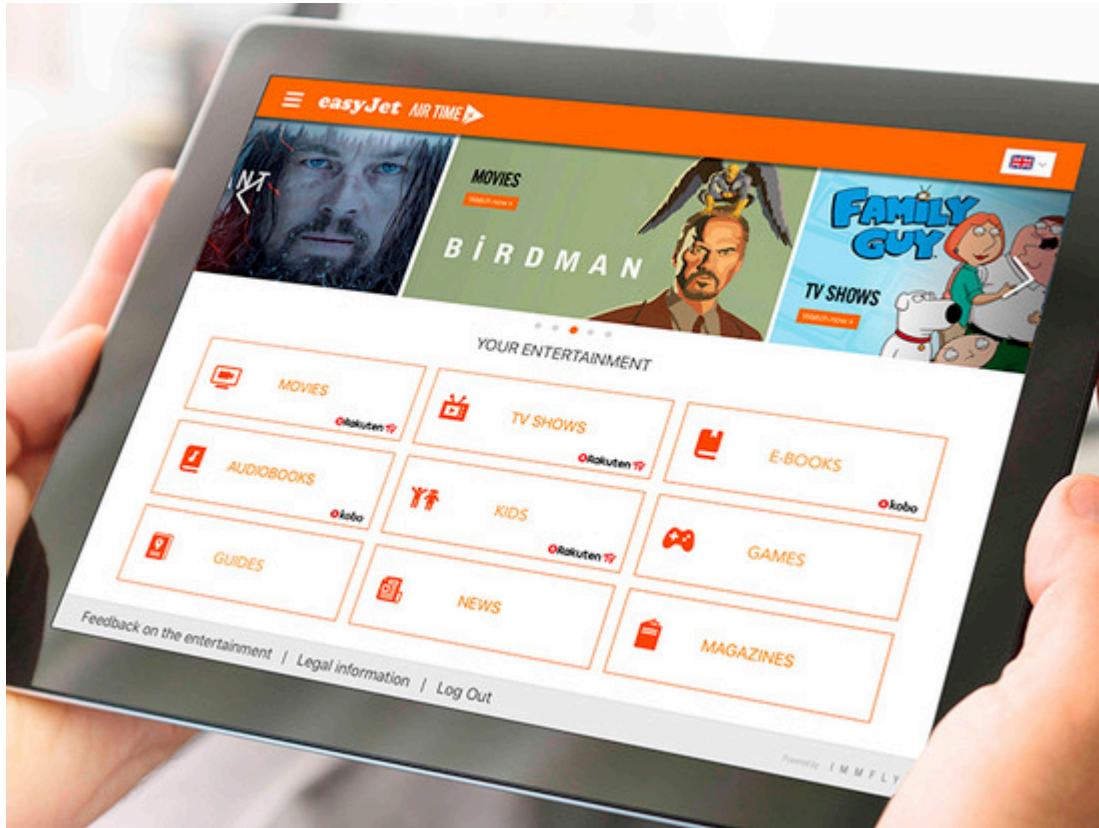 easyJet AIR TIME
ANT
MOVIES
Watch now »
BiRDMAN
FAMILY
GUY
TV SHOWS
Watch now »
YOUR ENTERTAINMENT
MOVIES
Rakuten TV
TV SHOWS
Rakuten TV
E-BOOKS
kobo
AUDIOBOOKS
kobo
KIDS
Rakuten TV
GAMES
GUIDES
NEWS
MAGAZINES
Feedback on the entertainment | Legal information | Log Out
Powered by IMMFLY